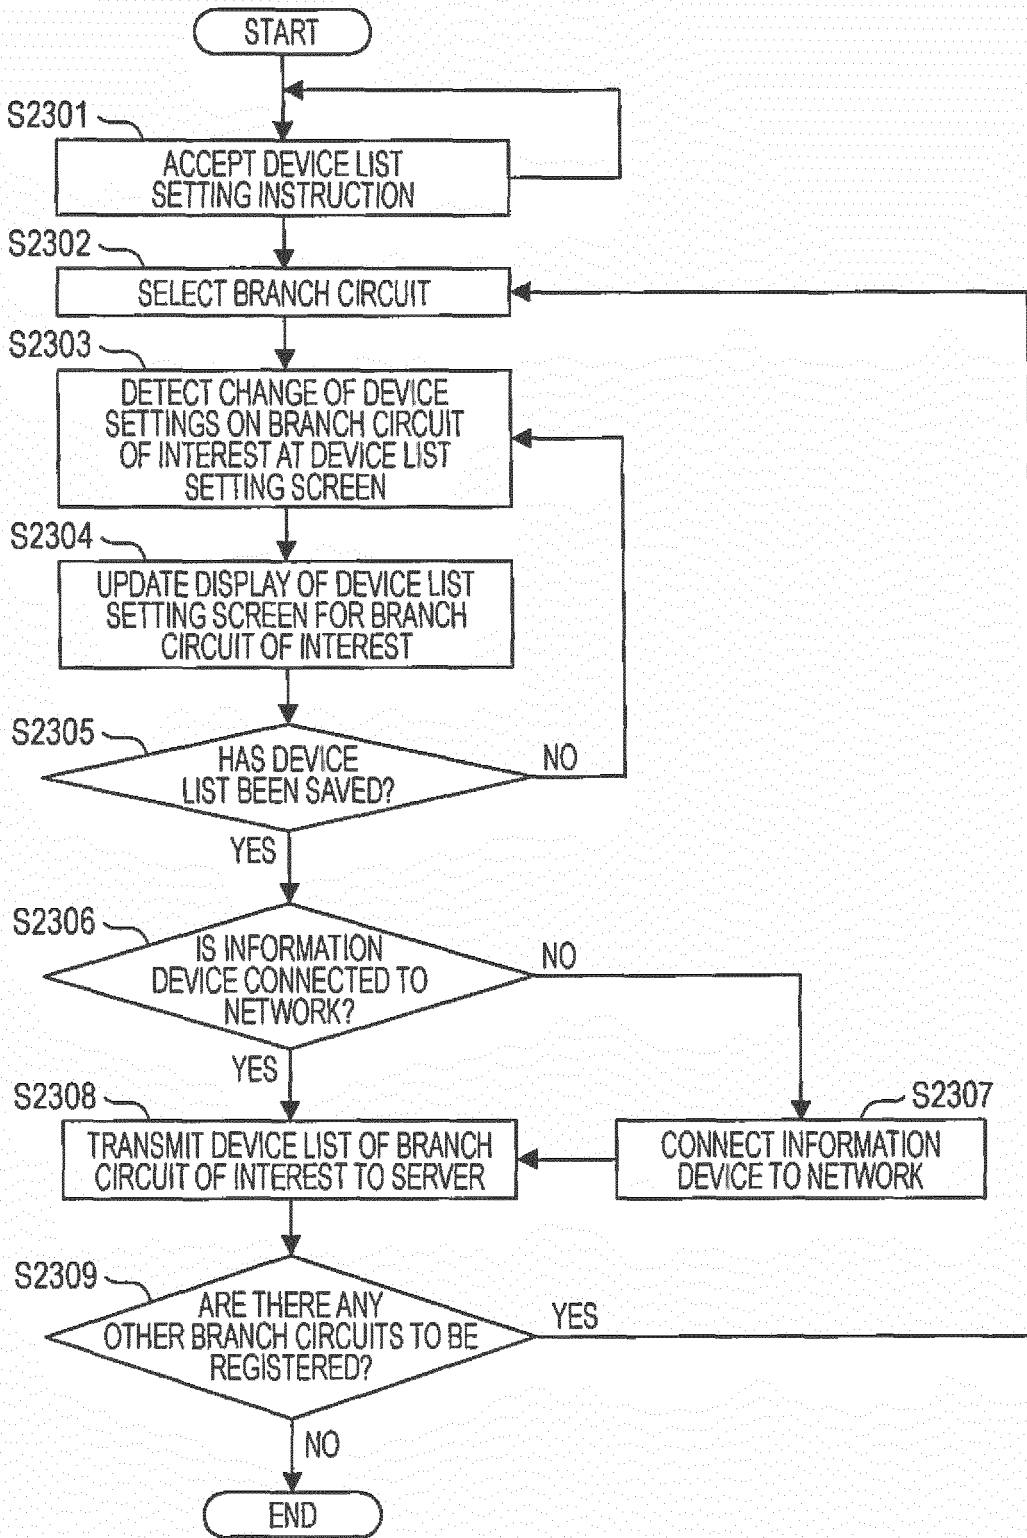 START
S2301
ACCEPT DEVICE LIST
SETTING INSTRUCTION
S2302
SELECT BRANCH CIRCUIT
S2303
DETECT CHANGE OF DEVICE
SETTINGS ON BRANCH CIRCUIT
OF INTEREST AT DEVICE LIST
SETTING SCREEN
S2304
UPDATE DISPLAY OF DEVICE LIST
SETTING SCREEN FOR BRANCH
CIRCUIT OF INTEREST
S2305
HAS DEVICE
LIST BEEN SAVED?
NO
YES
S2306
IS INFORMATION
DEVICE CONNECTED TO
NETWORK?
NO
YES
S2308
TRANSMIT DEVICE LIST OF BRANCH
CIRCUIT OF INTEREST TO SERVER
S2307
CONNECT INFORMATION
DEVICE TO NETWORK
S2309
ARE THERE ANY
OTHER BRANCH CIRCUITS TO BE
REGISTERED?
YES
NO
END